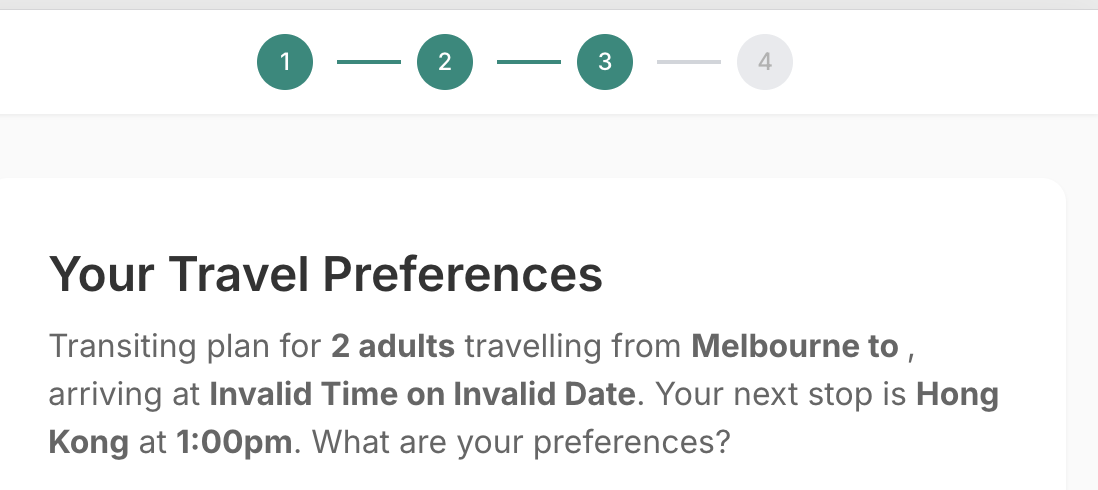 1 2 3 4
Your Travel Preferences
Transiting plan for 2 adults travelling from Melbourne to ,
arriving at Invalid Time on Invalid Date. Your next stop is Hong
Kong at 1:00pm. What are your preferences?